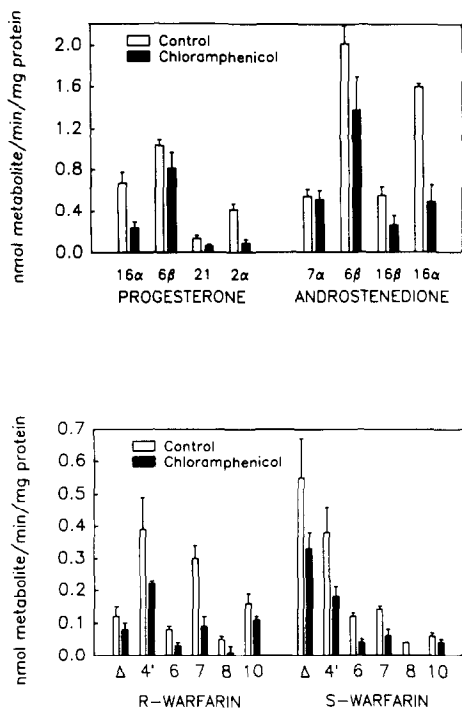 nmol metabolite/min/mg protein
2.0
1.6
1.2
0.8
0.4
0.0
Control
Chloramphenicol
16α 6β 21 2α 7α 6β 16β 16α
PROGESTERONE ANDROSTENEDIONE
nmol metabolite/min/mg protein
0.7
0.6
0.5
0.4
0.3
0.2
0.1
0.0
Control
Chloramphenicol
Δ 4' 6 7 8 10 Δ 4' 6 7 8 10
R-WARFARIN S-WARFARIN